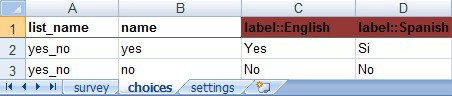 A B C D
1 list_name name label::English label::Spanish
2 yes_no yes Yes Si
3 yes_no no No No
survey choices settings